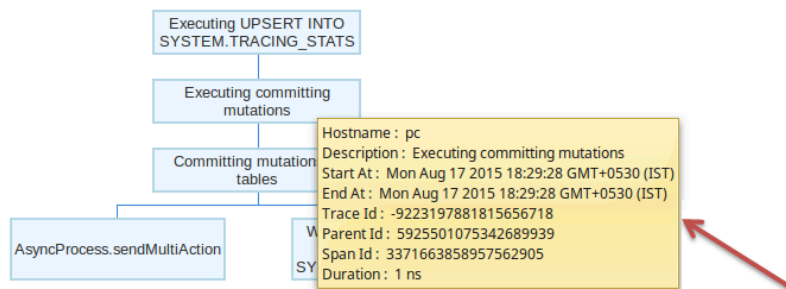 Executing UPSERT INTO
SYSTEM.TRACING_STATS
Executing committing
mutations
Committing mutation
tables
AsyncProcess.sendMultiAction
W
SY
Hostname : pc
Description : Executing committing mutations
Start At : Mon Aug 17 2015 18:29:28 GMT+0530 (IST)
End At : Mon Aug 17 2015 18:29:28 GMT+0530 (IST)
Trace Id : -9223197881815656718
Parent Id : 5925501075342689939
Span Id : 3371663858957562905
Duration : 1 ns